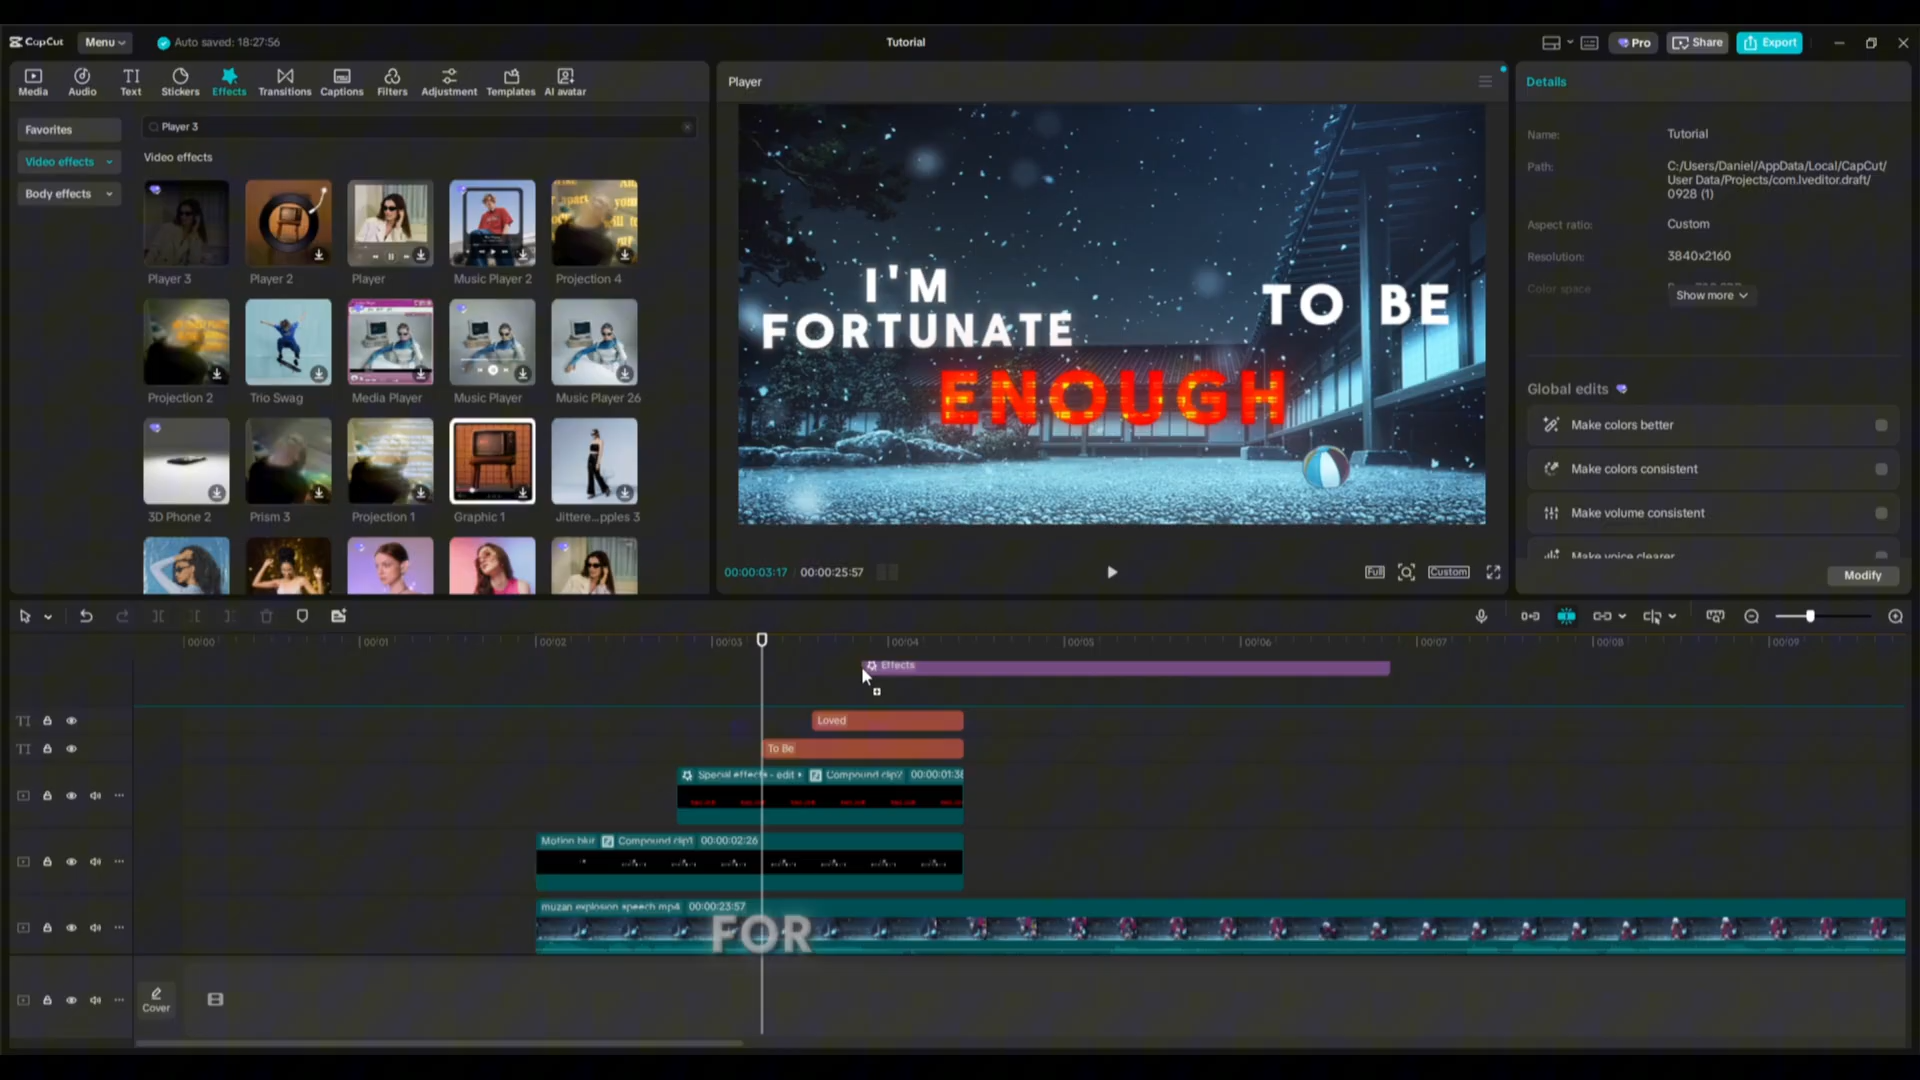 CapCut
Menu
Auto saved: 18:27:56
Tutorial
Pro
Share
Export
Media
Audio
Text
Stickers
Effects
Transitions
Captions
Filters
Adjustment
Templates
AI avatar
Player
Details
Favorites
Video effects
Body effects
Player 3
Video effects
Player 3
Player 2
Player
Music Player 2
Projection 4
Projection 2
Trio Swag
Media Player
Music Player
Music Player 26
3D Phone 2
Prism 3
Projection 1
Graphic 1
Jittere...pples 3
I'M
FORTUNATE
TO BE
ENOUGH
00:00:03:17 / 00:00:25:57
Full
Custom
Name:
Tutorial
Path:
C:/Users/Daniel/AppData/Local/CapCut/
User Data/Projects/com.lveditor.draft/
0928 (1)
Aspect ratio:
Custom
Resolution:
3840x2160
Color space
Show more
Global edits
Make colors better
Make colors consistent
Make volume consistent
Make voice clearer
Modify
00:00
00:01
00:02
00:03
00:04
00:05
00:06
00:07
00:08
00:09
Effects
TI
Loved
TI
To Be
Special effects - edit
Compound clip2
00:00:01:38
Motion blur
Compound clip1
00:00:02:26
muzan explosion speech mp4
00:00:23:57
FOR
Cover